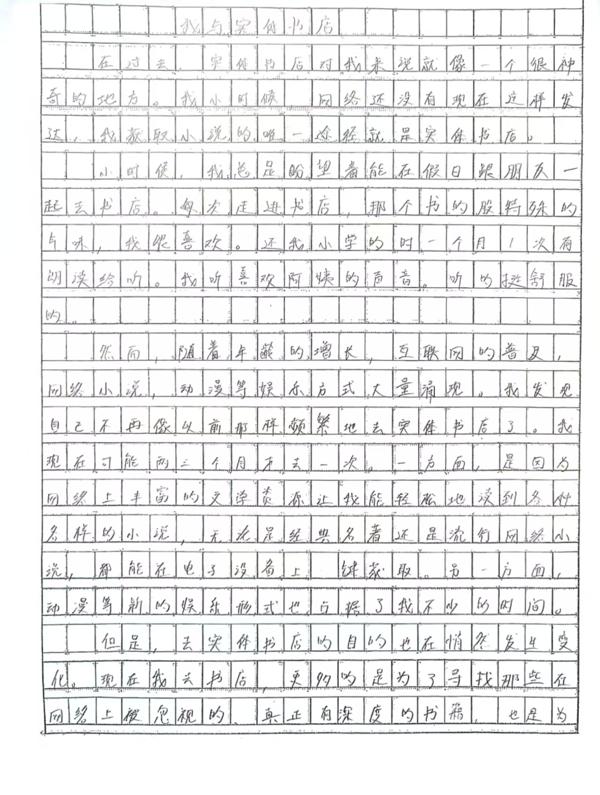 我与实体书店
在过去，实体书店对我来说就像一个很神
奇的地方。我小时候 网络还没有现在这样发
达，我获取小说的唯一途径就是实体书店。
小时候，我总是盼望着能在假日跟朋友一
起去书店。每次走进书店，那个书的股特殊的
气味，我很喜欢。还我小学的时一个月1次有
朗读给听。我听喜欢阿姨的声音。听的挺舒服
的。
然而，随着年龄的增长，互联网的普及，
网络小说，动漫等娱乐方式大量涌现。我发现
自己不再像以前那样频繁地去实体书店了。我
现在可能两三个月才去一次。一方面，是因为
网络上丰富的文学资源让我能轻松地读到各种
各样的小说，无论是经典名著还是流行网络小
说，都能在电子设备上 键获取。另一方面，
动漫等新的娱乐形式也占据了我不少的时间。
但是，去实体书店的目的也在悄然发生变
化。现在我去书店，更多的是为了寻找那些在
网络上被忽视的、真正有深度的书籍，也是为